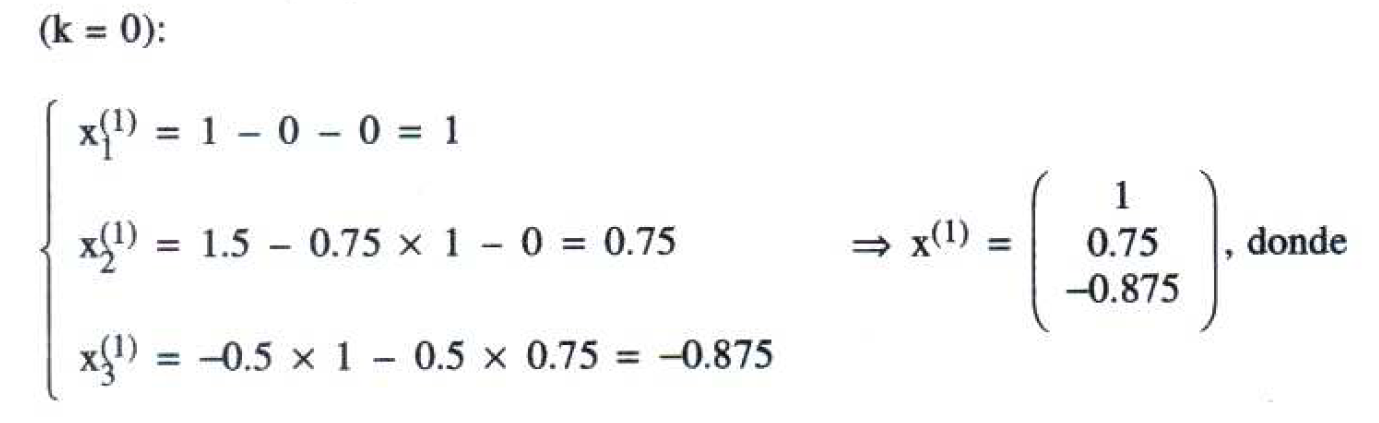 (k = 0):
x₁⁽¹⁾ = 1 – 0 – 0 = 1
x₂⁽¹⁾ = 1.5 – 0.75 × 1 – 0 = 0.75 ⇒ x⁽¹⁾ = ( 1 0.75 –0.875 ), donde
x₃⁽¹⁾ = –0.5 × 1 – 0.5 × 0.75 = –0.875